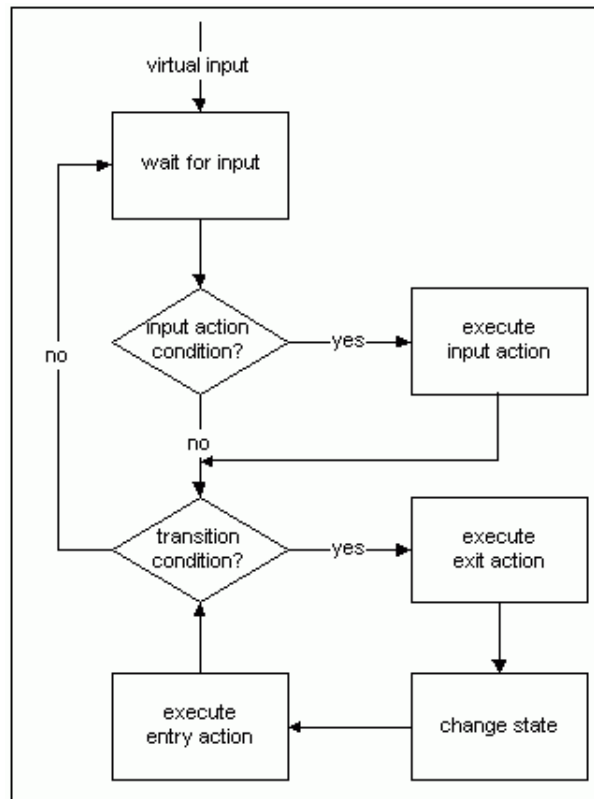 virtual input
wait for input
input action
condition?
yes
execute
input action
no
no
transition
condition?
yes
execute
exit action
execute
entry action
change state